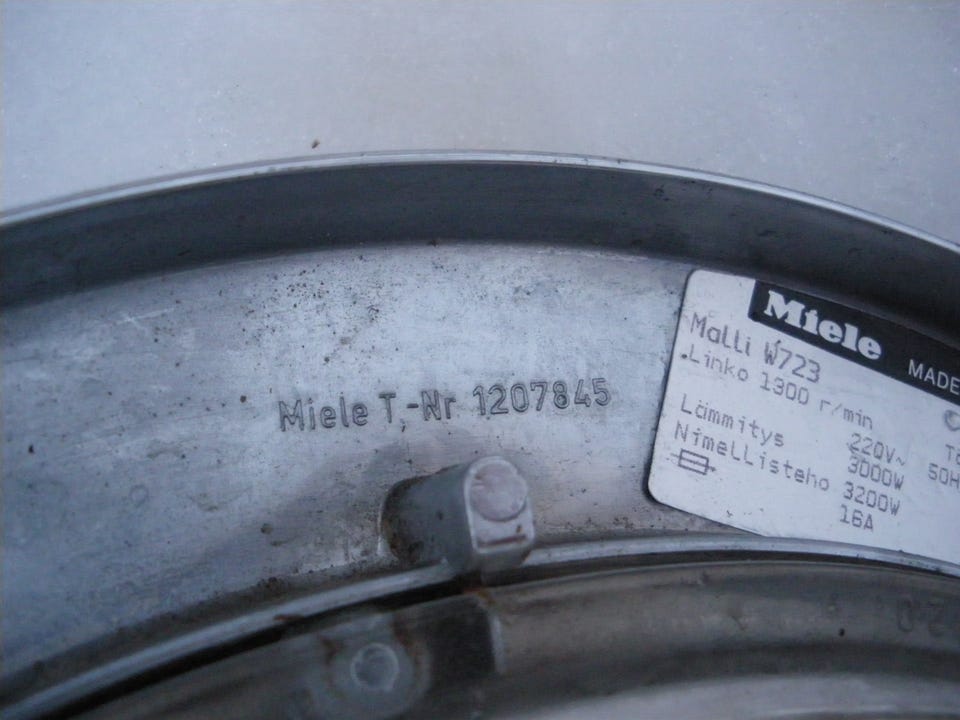 Miele T.-Nr 1207845
Miele
MADE
Malli W723
Linko 1300 r/min
220V~ 50H
Lämmitys 3000W
Nimellisteho 3200W
16A